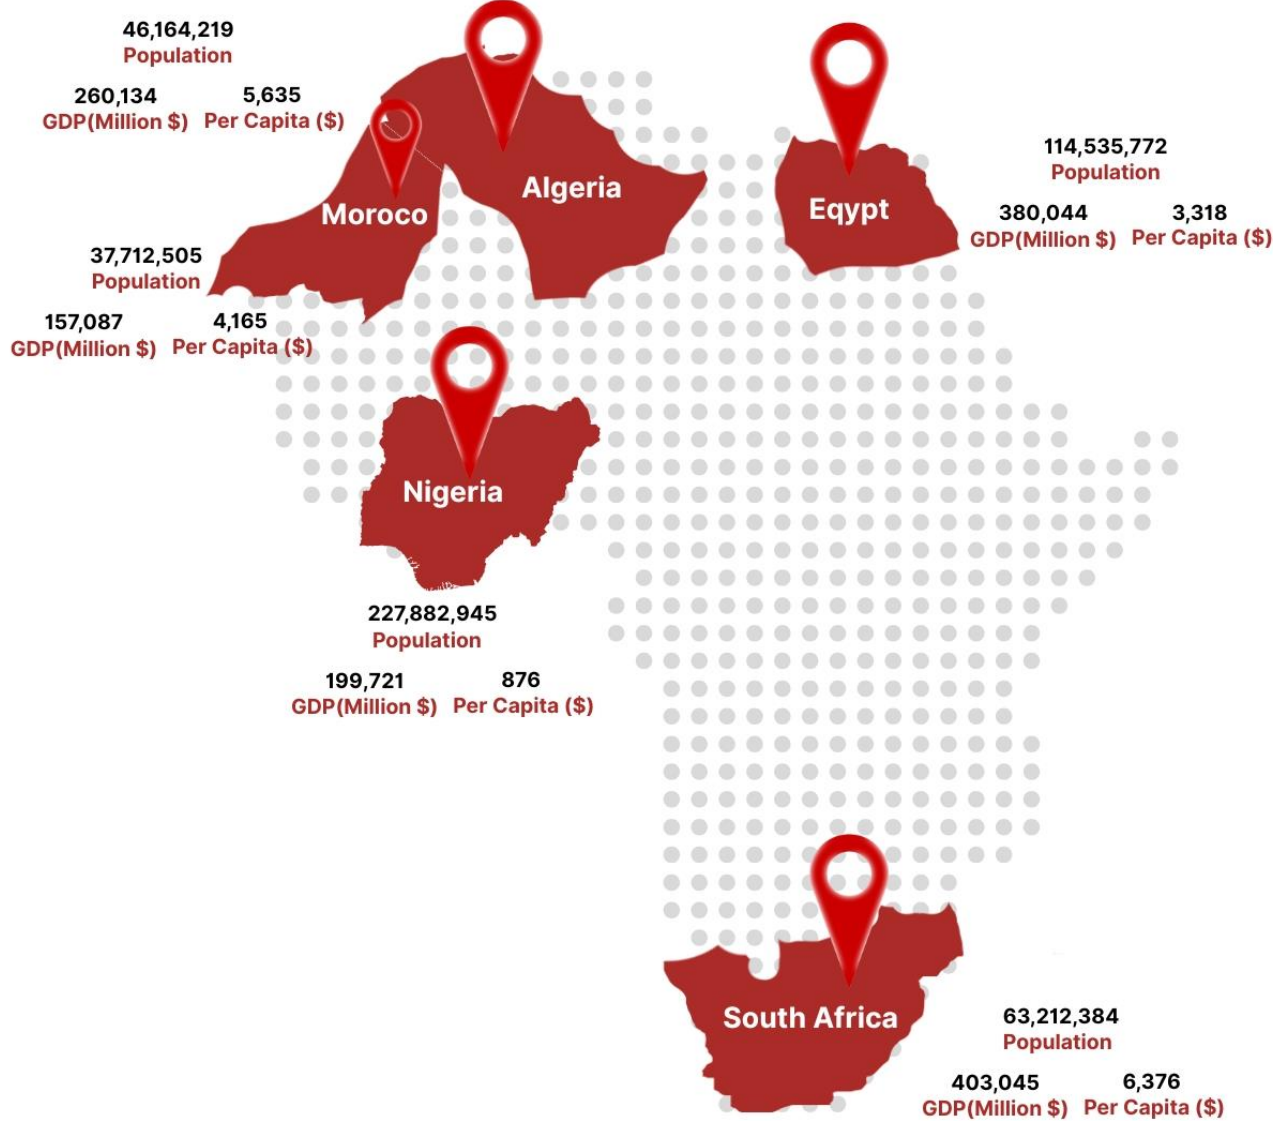 46,164,219
Population
260,134 5,635
GDP(Million $) Per Capita ($)
Algeria
Moroco
Eqypt
114,535,772
Population
380,044 3,318
GDP(Million $) Per Capita ($)
37,712,505
Population
157,087 4,165
GDP(Million $) Per Capita ($)
Nigeria
227,882,945
Population
199,721 876
GDP(Million $) Per Capita ($)
South Africa
63,212,384
Population
403,045 6,376
GDP(Million $) Per Capita ($)